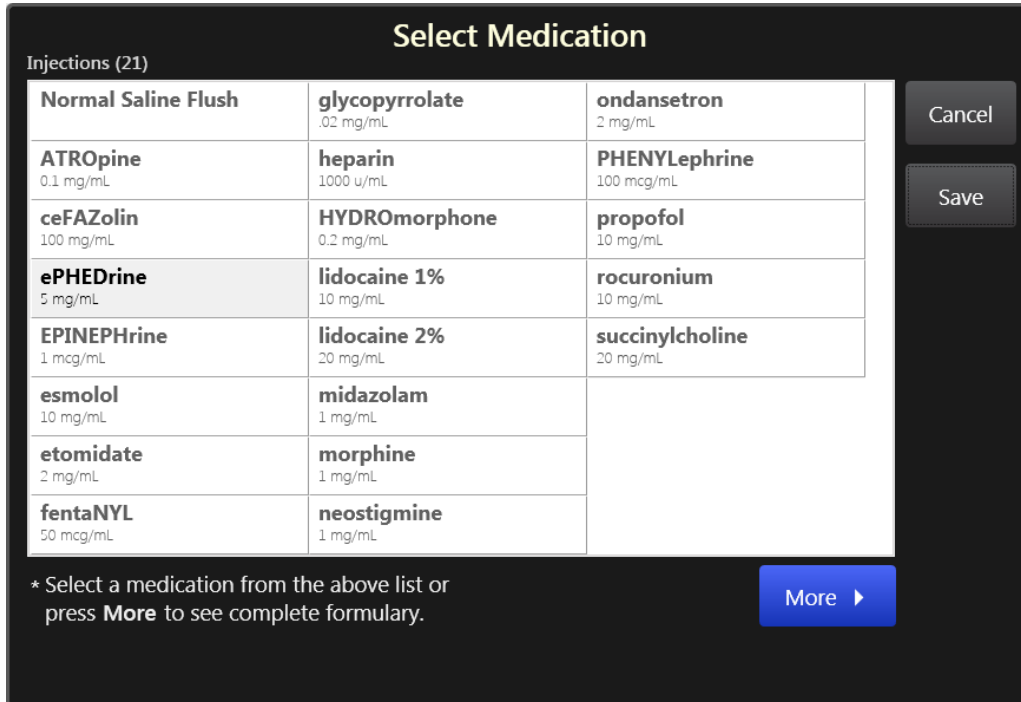 Select Medication
Injections (21)
Normal Saline Flush
ATROpine
0.1 mg/mL
ceFAZolin
100 mg/mL
ePHEDrine
5 mg/mL
EPINEPHrine
1 mcg/mL
esmolol
10 mg/mL
etomidate
2 mg/mL
fentaNYL
50 mcg/mL
glycopyrrolate
.02 mg/mL
heparin
1000 u/mL
HYDROmorphone
0.2 mg/mL
lidocaine 1%
10 mg/mL
lidocaine 2%
20 mg/mL
midazolam
1 mg/mL
morphine
1 mg/mL
neostigmine
1 mg/mL
ondansetron
2 mg/mL
PHENYLephrine
100 mcg/mL
propofol
10 mg/mL
rocuronium
10 mg/mL
succinylcholine
20 mg/mL
Cancel
Save
* Select a medication from the above list or
press More to see complete formulary.
More